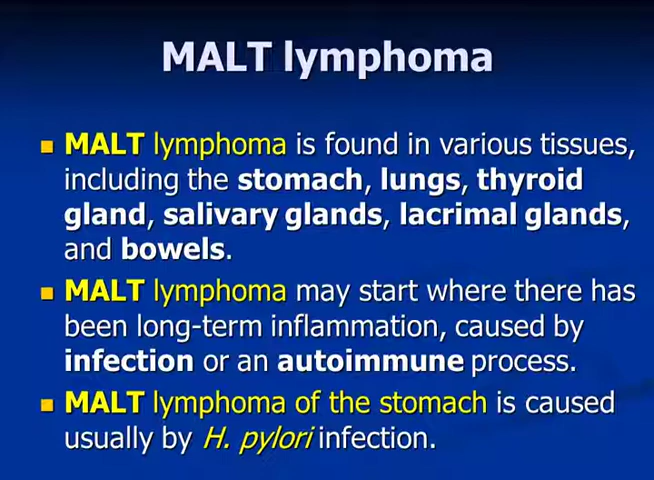 MALT lymphoma
MALT lymphoma is found in various tissues,
including the stomach, lungs, thyroid
gland, salivary glands, lacrimal glands,
and bowels.
MALT lymphoma may start where there has
been long-term inflammation, caused by
infection or an autoimmune process.
MALT lymphoma of the stomach is caused
usually by H. pylori infection.